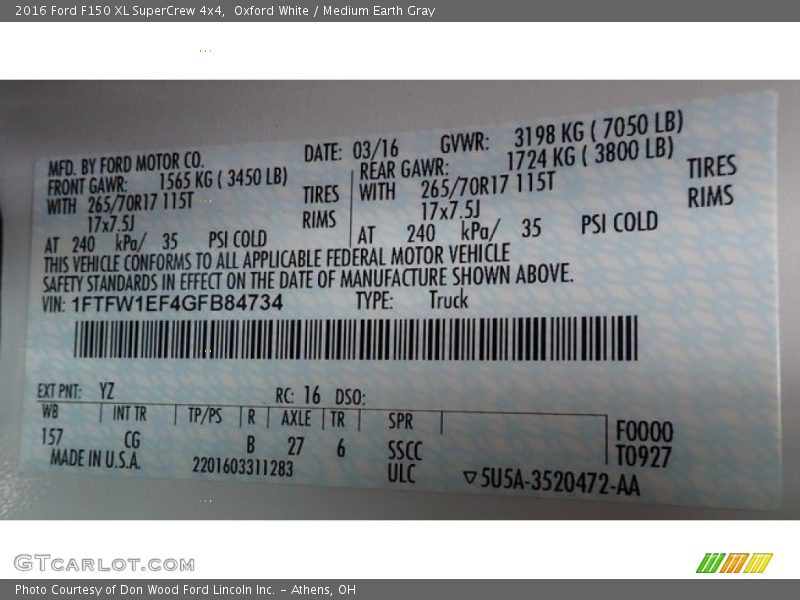 2016 Ford F150 XL SuperCrew 4x4,  Oxford White / Medium Earth Gray
MFD. BY FORD MOTOR CO. DATE: 03/16 GVWR: 3198 KG ( 7050 LB)
FRONT GAWR: 1565 KG ( 3450 LB) REAR GAWR: 1724 KG ( 3800 LB)
WITH 265/70R17 115T TIRES WITH 265/70R17 115T TIRES
17x7.5J RIMS 17x7.5J RIMS
AT 240 kPa/ 35 PSI COLD AT 240 kPa/ 35 PSI COLD
THIS VEHICLE CONFORMS TO ALL APPLICABLE FEDERAL MOTOR VEHICLE
SAFETY STANDARDS IN EFFECT ON THE DATE OF MANUFACTURE SHOWN ABOVE.
VIN: 1FTFW1EF4GFB84734 TYPE: Truck
EXT PNT: YZ RC: 16 DSO:
WB INT TR TP/PS R AXLE TR SPR
157 CG B 27 6 SSCC F0000
MADE IN U.S.A. 2201603311283 ULC T0927
5U5A-3520472-AA
GTCarLot.com
Photo Courtesy of Don Wood Ford Lincoln Inc. - Athens, OH